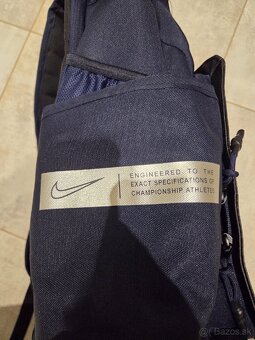 ENGINEERED TO THE
EXACT SPECIFICATIONS OF
CHAMPIONSHIP ATHLETES
Bazos.sk